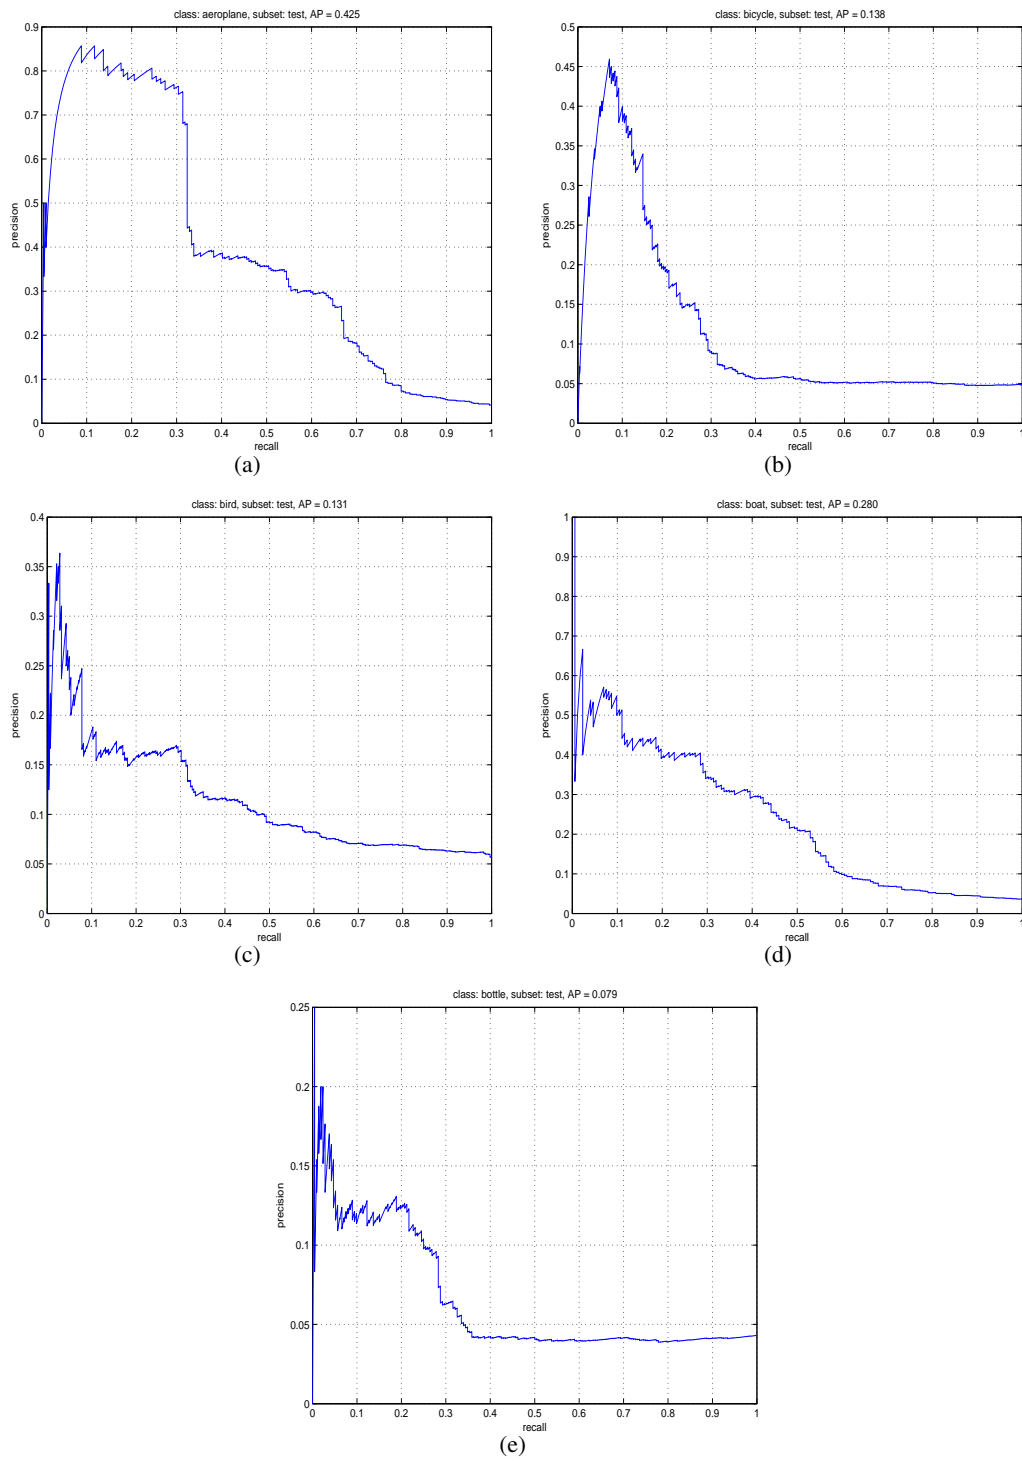 class: aeroplane, subset: test, AP = 0.425
0.9
0.8
0.7
0.6
0.5
0.4
0.3
0.2
0.1
0
precision
0 0.1 0.2 0.3 0.4 0.5 0.6 0.7 0.8 0.9 1
recall
(a)
class: bicycle, subset: test, AP = 0.138
0.5
0.45
0.4
0.35
0.3
0.25
0.2
0.15
0.1
0.05
0
precision
0 0.1 0.2 0.3 0.4 0.5 0.6 0.7 0.8 0.9 1
recall
(b)
class: bird, subset: test, AP = 0.131
0.4
0.35
0.3
0.25
0.2
0.15
0.1
0.05
0
precision
0 0.1 0.2 0.3 0.4 0.5 0.6 0.7 0.8 0.9 1
recall
(c)
class: boat, subset: test, AP = 0.280
1
0.9
0.8
0.7
0.6
0.5
0.4
0.3
0.2
0.1
0
precision
0 0.1 0.2 0.3 0.4 0.5 0.6 0.7 0.8 0.9 1
recall
(d)
class: bottle, subset: test, AP = 0.079
0.25
0.2
0.15
0.1
0.05
0
precision
0 0.1 0.2 0.3 0.4 0.5 0.6 0.7 0.8 0.9 1
recall
(e)